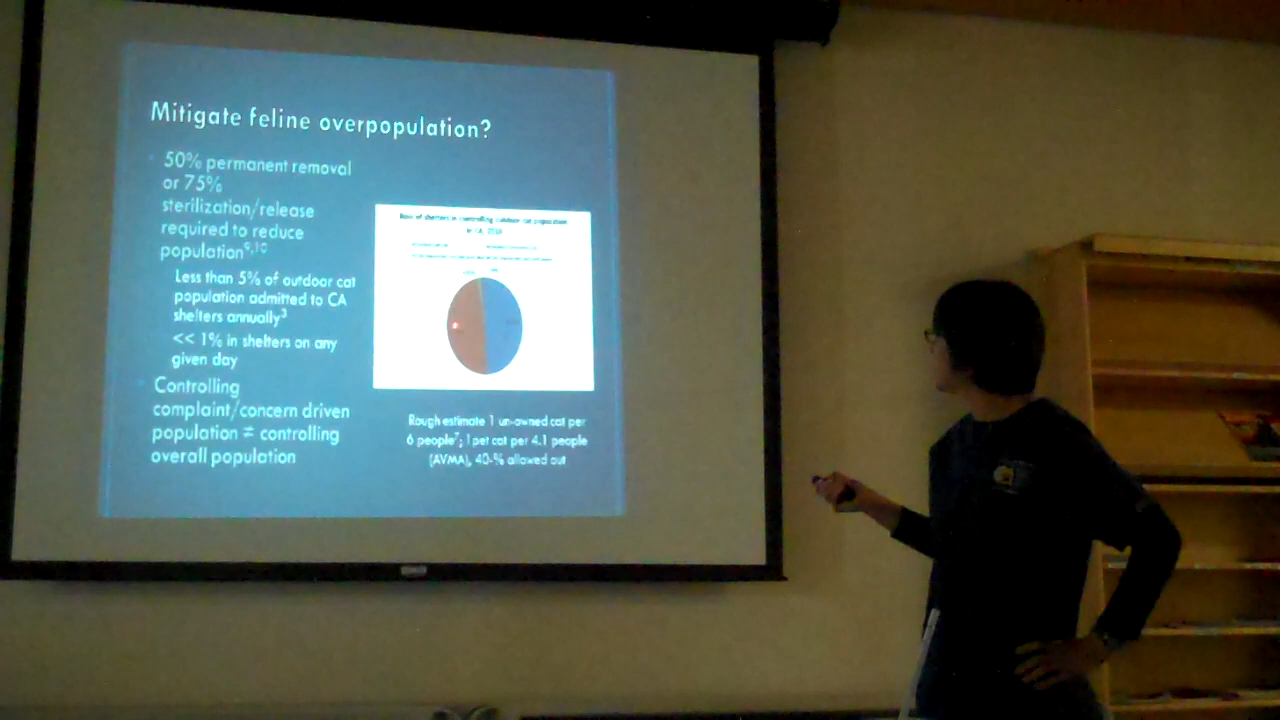 Mitigate feline overpopulation?
50% permanent removal
or 75%
sterilization/release
required to reduce
population9,10
Less than 5% of outdoor cat
population admitted to CA
shelters annually3
<< 1% in shelters on any
given day
Controlling
complaint/concern driven
population ≠ controlling
overall population
Role of shelters in controlling outdoor cat population
in CA, 2010
Rough estimate 1 un-owned cat per
6 people7; 1 pet cat per 4.1 people
(AVMA), 40-% allowed out